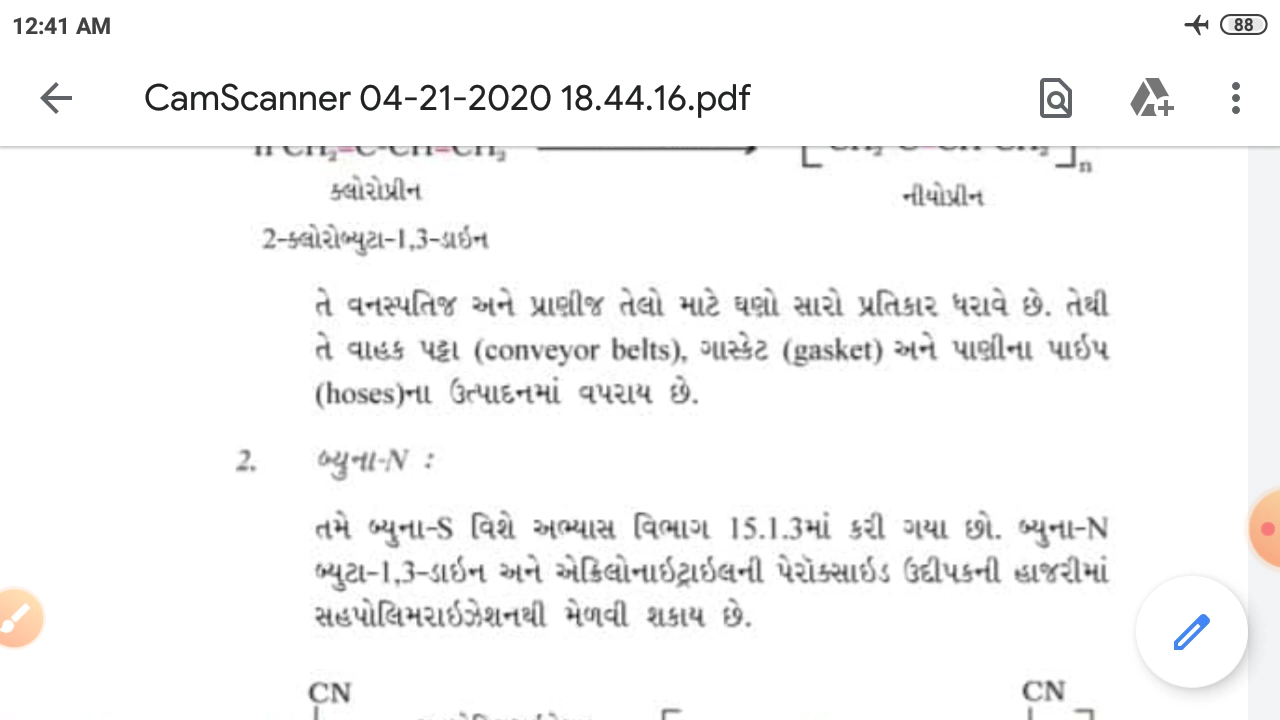 12:41 AM
88
CamScanner 04-21-2020 18.44.16.pdf
n CH₂=C-CH=CH₂
n
ક્લોરોપ્રીન
નીયોપ્રીન
2-ક્લોરોબ્યુટા-1,3-ડાઇન
તે વનસ્પતિજ અને પ્રાણીજ તેલો માટે ઘણો સારો પ્રતિકાર ધરાવે છે. તેથી
તે વાહક પટ્ટા (conveyor belts), ગાસ્કેટ (gasket) અને પાણીના પાઇપ
(hoses)ના ઉત્પાદનમાં વપરાય છે.
2. બ્યુના-N :
તમે બ્યુના-S વિશે અભ્યાસ વિભાગ 15.1.3માં કરી ગયા છો. બ્યુના-N
બ્યુટા-1,3-ડાઇન અને એક્રિલોનાઇટ્રાઇલની પેરૉક્સાઇડ ઉદ્દીપકની હાજરીમાં
સહપોલિમરાઇઝેશનથી મેળવી શકાય છે.
CN
CN